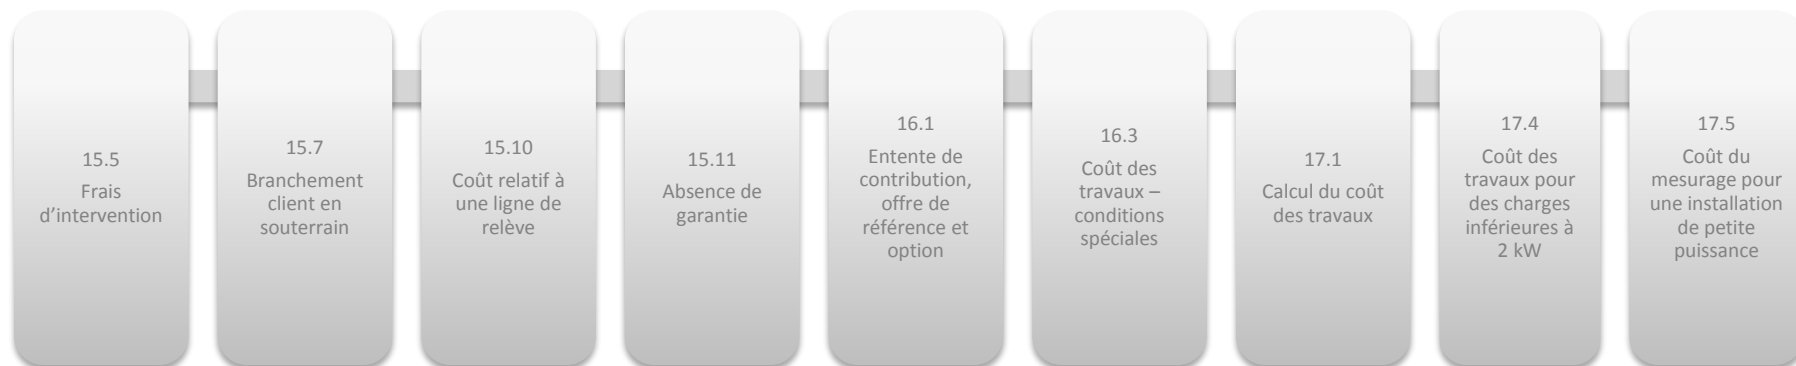 15.5
Frais
d’intervention
15.7
Branchement
client en
souterrain
15.10
Coût relatif à
une ligne de
relève
15.11
Absence de
garantie
16.1
Entente de
contribution,
offre de
référence et
option
16.3
Coût des
travaux –
conditions
spéciales
17.1
Calcul du coût
des travaux
17.4
Coût des
travaux pour
des charges
inférieures à
2 kW
17.5
Coût du
mesurage pour
une installation
de petite
puissance